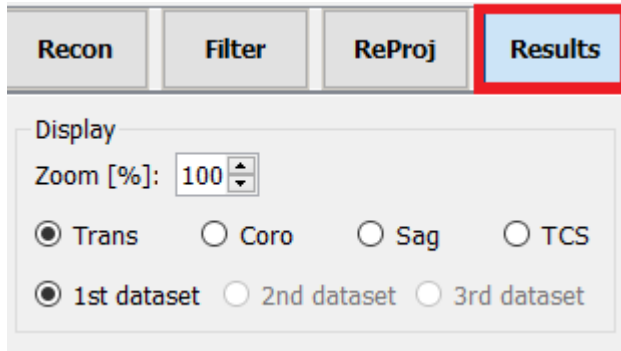 Recon Filter ReProj Results
Display
Zoom [%]: 100
Trans Coro Sag TCS
1st dataset 2nd dataset 3rd dataset